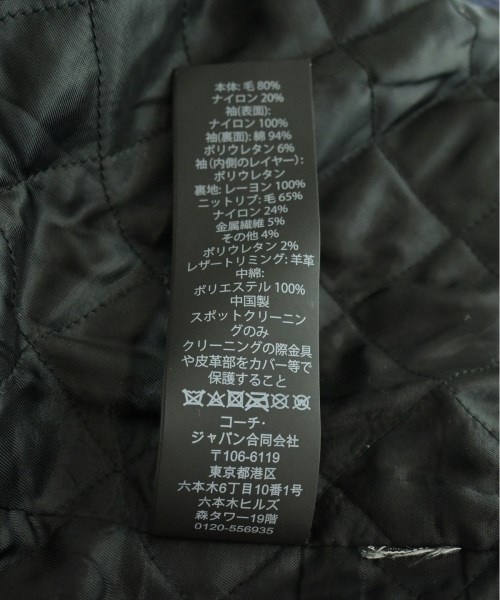 本体: 毛 80%
ナイロン 20%
袖(表面):
ナイロン 100%
袖(裏面): 綿 94%
ポリウレタン 6%
袖（内側のレイヤー）:
ポリウレタン
裏地: レーヨン 100%
ニットリブ: 毛 65%
ナイロン 24%
金属繊維 5%
その他 4%
ポリウレタン 2%
レザートリミング: 羊革
中綿:
ポリエステル 100%
中国製
スポットクリーニン
グのみ
クリーニングの際金具
や皮革部をカバー等で
保護すること
コーチ・
ジャパン合同会社
〒106-6119
東京都港区
六本木6丁目10番1号
六本木ヒルズ
森タワー19階
0120-556935